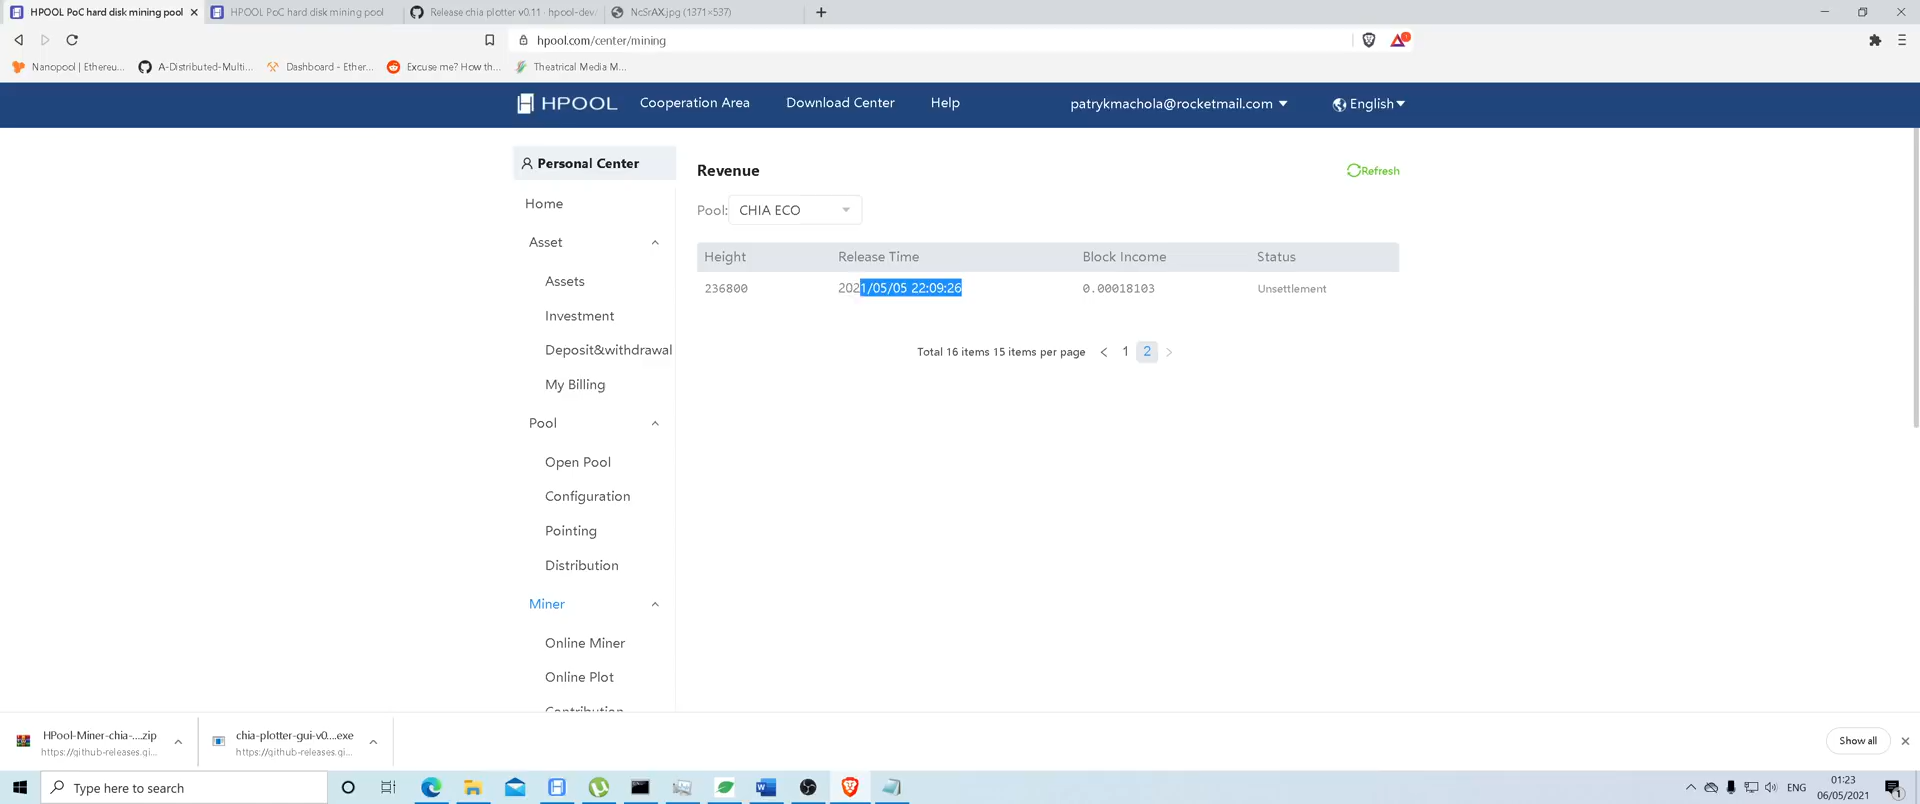 HPOOL PoC hard disk mining pool
HPOOL PoC hard disk mining pool
Release chia plotter v0.11 · hpool-dev/
NcSrAX.jpg (1371×537)
hpool.com/center/mining
Nanopool | Ethereu...
A-Distributed-Multi...
Dashboard - Ether...
Excuse me? How th...
Theatrical Media M...
HPOOL
Cooperation Area
Download Center
Help
patrykmachola@rocketmail.com
English
Personal Center
Home
Asset
Assets
Investment
Deposit&withdrawal
My Billing
Pool
Open Pool
Configuration
Pointing
Distribution
Miner
Online Miner
Online Plot
Contribution
Revenue
Refresh
Pool: CHIA ECO
Height Release Time Block Income Status
236800 2021/05/05 22:09:26 0.00018103 Unsettlement
Total 16 items 15 items per page < 1 2 >
HPool-Miner-chia-....zip
https://github-releases.gi...
chia-plotter-gui-v0....exe
https://github-releases.gi...
Show all
Type here to search
ENG
01:23
06/05/2021
1